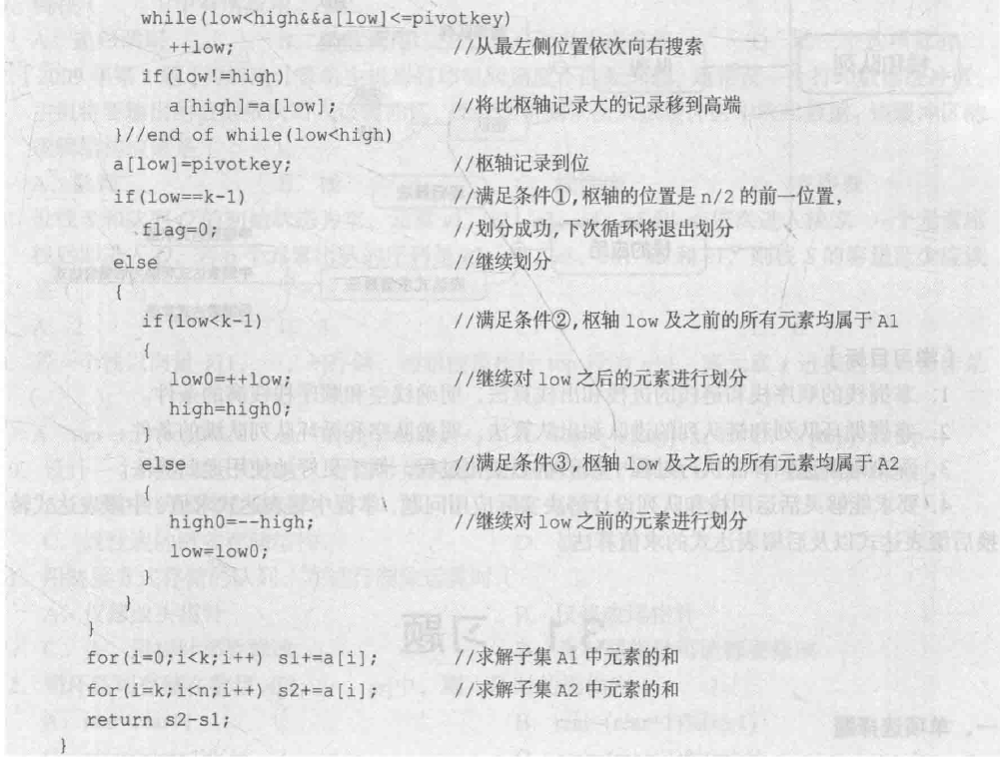 while(low<high&&a[low]<=pivotkey)
++low; //从最左侧位置依次向右搜索
if(low!=high)
a[high]=a[low]; //将比枢轴记录大的记录移到高端
}//end of while(low<high)
a[low]=pivotkey; //枢轴记录到位
if(low==k-1) //满足条件①,枢轴的位置是 n/2 的前一位置,
flag=0; //划分成功,下次循环将退出划分
else //继续划分
{
if(low<k-1) //满足条件②,枢轴 low 及之前的所有元素均属于 A1
{
low0=++low; //继续对 low 之后的元素进行划分
high=high0;
}
else //满足条件③,枢轴 low 及之后的所有元素均属于 A2
{
high0=--high; //继续对 low 之前的元素进行划分
low=low0;
}
}
}
for(i=0;i<k;i++) s1+=a[i]; //求解子集 A1 中元素的和
for(i=k;i<n;i++) s2+=a[i]; //求解子集 A2 中元素的和
return s2-s1;
}